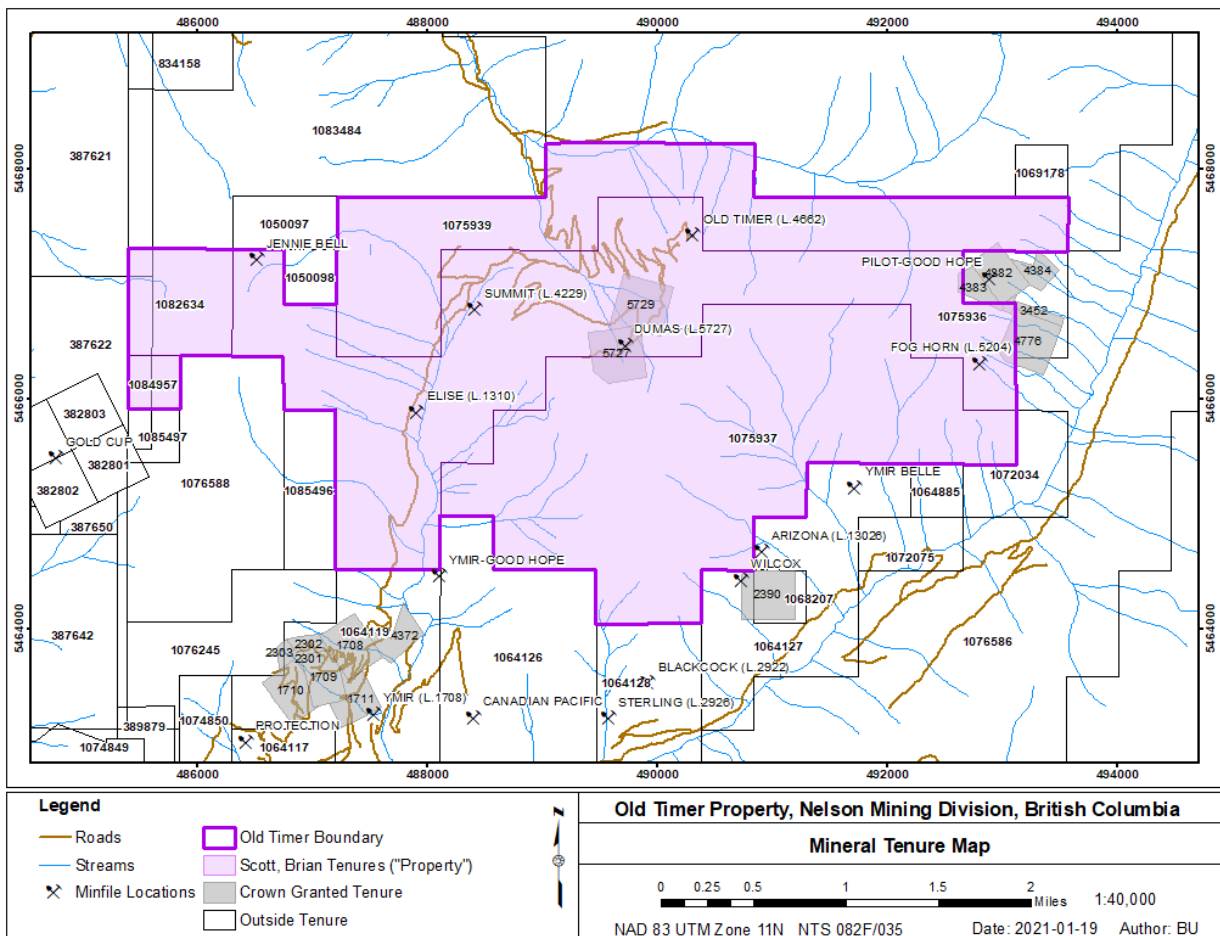 486000 488000 490000 492000 494000
834158
1083484
387621
5468000
5468000
1069178
1050097
1075939
OLD TIMER (L.4662)
JENNIE BELL
1050098
PILOT-GOOD HOPE
4382
4384
4383
1082634
SUMMIT (L.4229)
5729
3452
1075936
387622
DUMAS (L.5727)
4776
5727
FOG HORN (L.5204)
1084957
5466000
5466000
382803
ELISE (L.1310)
1085497
1075937
GOLD CUP
382801
YMIR BELLE
1076588
1072034
382802
1085496
1064885
387650
ARIZONA (L.13026)
YMIR-GOOD HOPE
1072075
WILCOX
2390
1068207
5464000
5464000
387642
1064119
4372
2302
1708
1076245
2303
2301
1064127
1076586
1709
1064126
BLACKCOCK (L.2922)
1710
1064128
1711
YMIR (L.1708)
CANADIAN PACIFIC
STERLING (L.2926)
1074850
389879
PROTECTION
1074849
1064117
486000 488000 490000 492000 494000
Legend
Roads
Streams
Minfile Locations
Old Timer Boundary
Scott, Brian Tenures ("Property")
Crown Granted Tenure
Outside Tenure
N
Old Timer Property, Nelson Mining Division, British Columbia
Mineral Tenure Map
0 0.25 0.5 1 1.5 2
Miles
1:40,000
NAD 83 UTM Zone 11N NTS 082F/035 Date: 2021-01-19 Author: BU